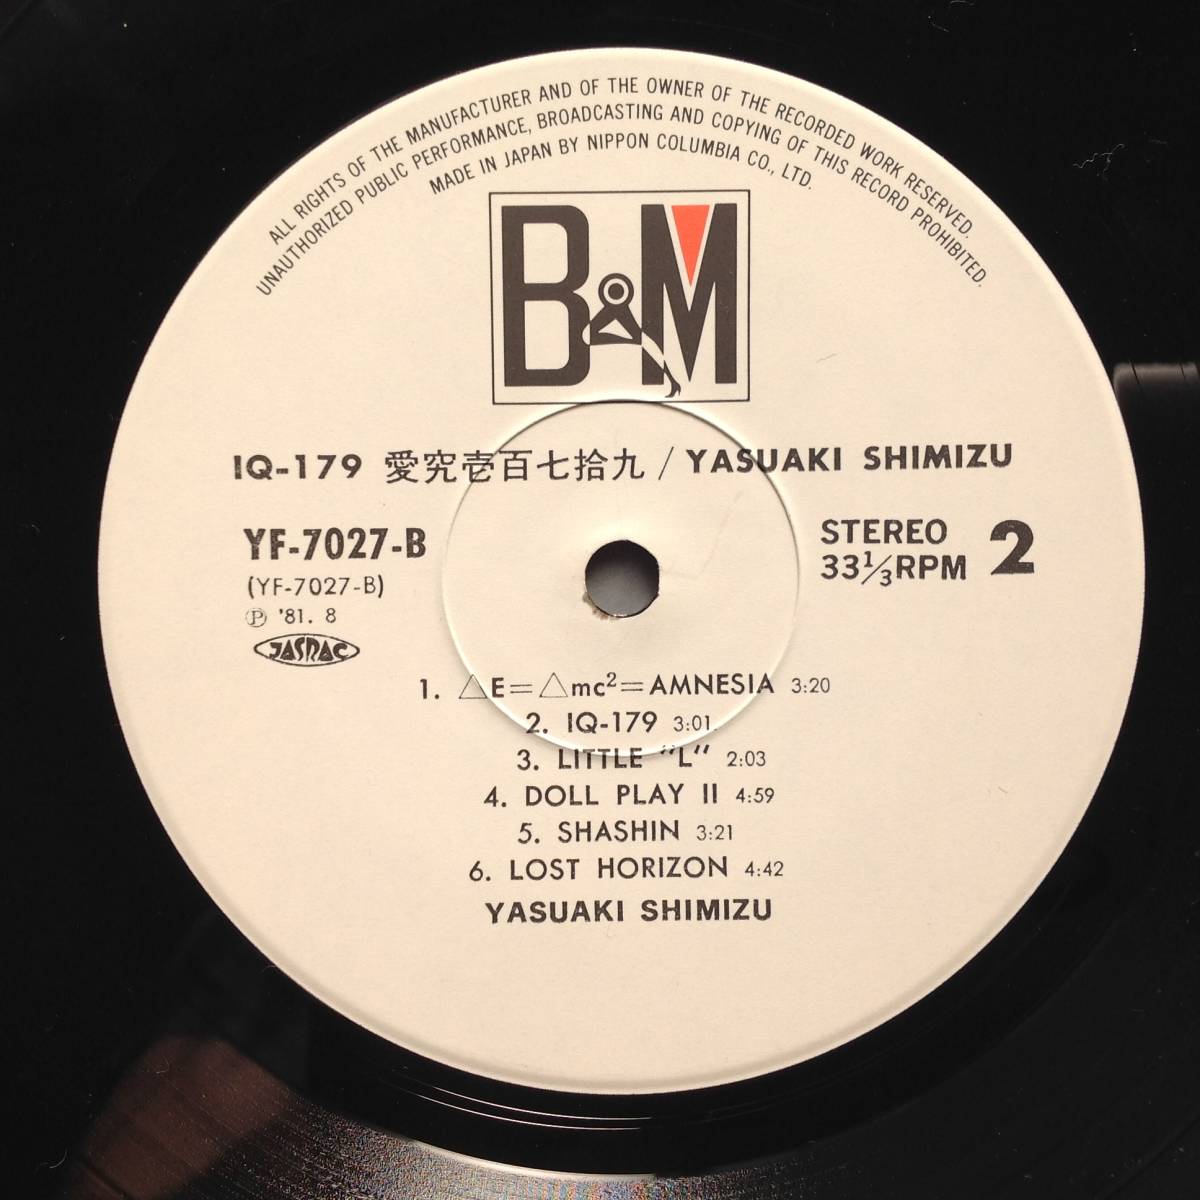 ALL RIGHTS OF THE MANUFACTURER AND OF THE OWNER OF THE RECORDED WORK RESERVED.
UNAUTHORIZED PUBLIC PERFORMANCE, BROADCASTING AND COPYING OF THIS RECORD PROHIBITED.
MADE IN JAPAN BY NIPPON COLUMBIA CO., LTD.
B&M
IQ-179 愛究壱百七拾九 / YASUAKI SHIMIZU
YF-7027-B
(YF-7027-B)
Ⓟ '81. 8
JASRAC
STEREO 2
33⅓RPM
1. △E=△mc²=AMNESIA 3:20
2. IQ-179 3:01
3. LITTLE "L" 2:03
4. DOLL PLAY II 4:59
5. SHASHIN 3:21
6. LOST HORIZON 4:42
YASUAKI SHIMIZU